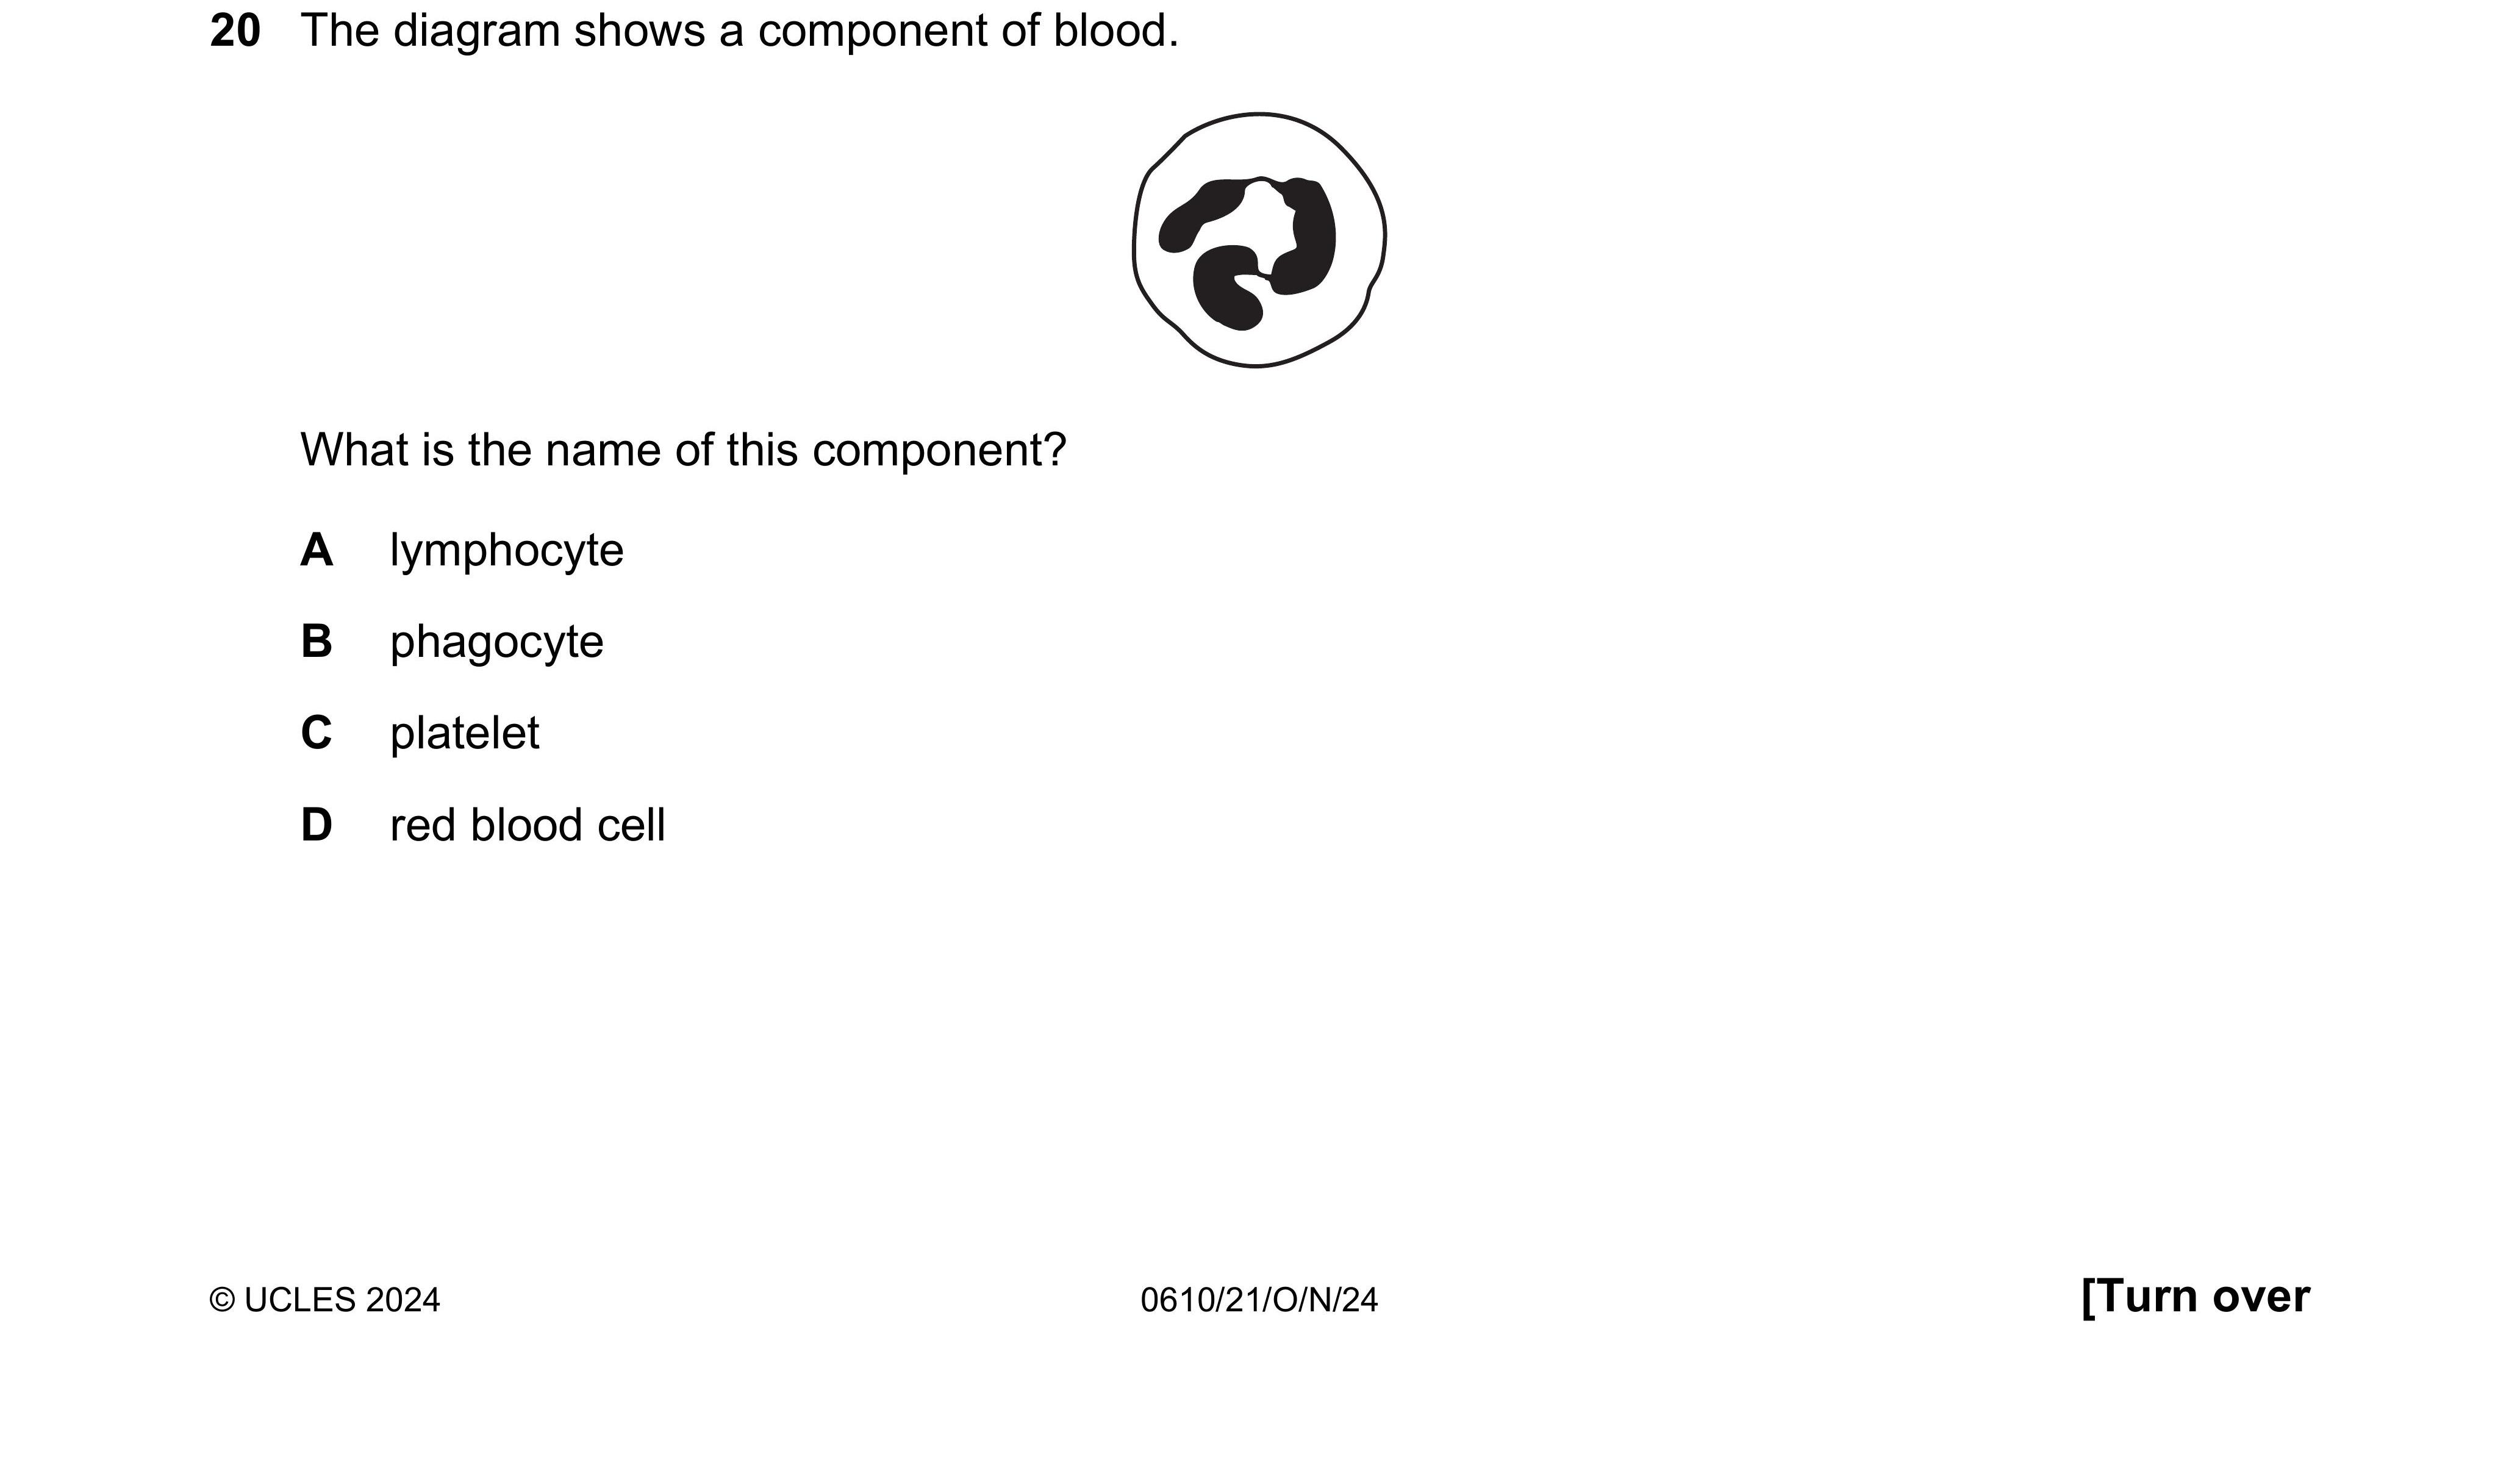 20 The diagram shows a component of blood.
What is the name of this component?
A lymphocyte
B phagocyte
C platelet
D red blood cell
© UCLES 2024 0610/21/O/N/24 [Turn over